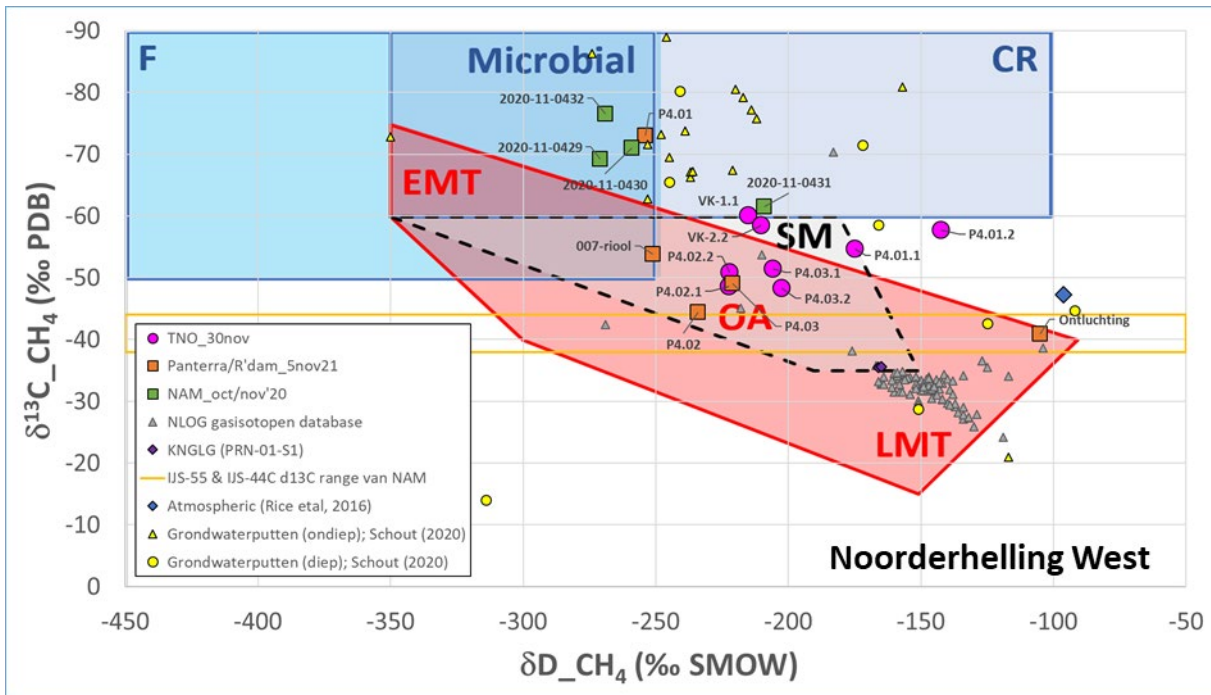 -90
-80
-70
-60
-50
-40
-30
-20
-10
0
δ¹³C_CH₄ (‰ PDB)
F
Microbial
CR
2020-11-0432
P4.01
2020-11-0429
2020-11-0430
EMT
2020-11-0431
VK-1.1
SM
VK-2.2
007-riool
P4.02.2
P4.03.1
P4.01.1
P4.01.2
P4.02.1
P4.03.2
OA
P4.03
P4.02
Ontluchting
LMT
TNO_30nov
Panterra/R'dam_5nov21
NAM_oct/nov'20
NLOG gasisotopen database
KNGLG (PRN-01-S1)
IJS-55 & IJS-44C d13C range van NAM
Atmospheric (Rice etal, 2016)
Grondwaterputten (ondiep); Schout (2020)
Grondwaterputten (diep); Schout (2020)
Noorderhelling West
-450 -400 -350 -300 -250 -200 -150 -100 -50
δD_CH₄ (‰ SMOW)